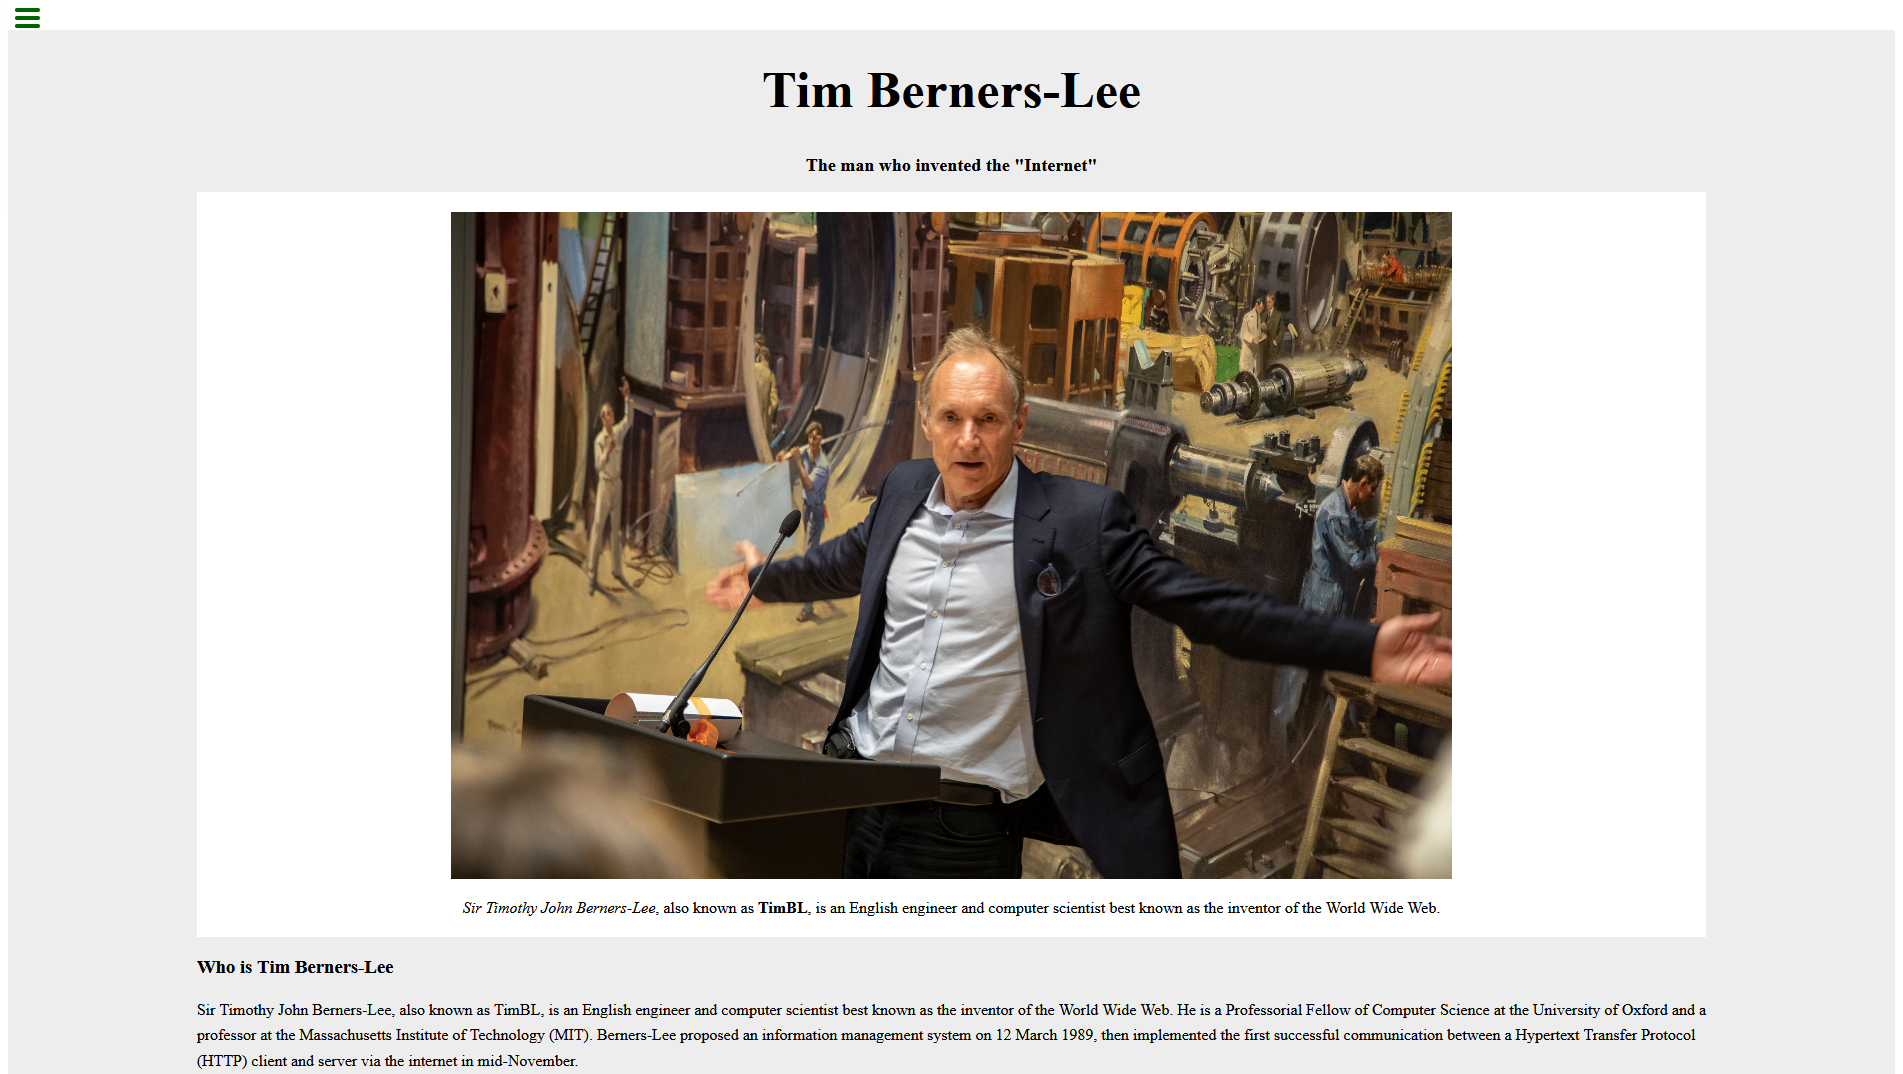 Tim Berners-Lee
The man who invented the "Internet"
Sir Timothy John Berners-Lee, also known as TimBL, is an English engineer and computer scientist best known as the inventor of the World Wide Web.
Who is Tim Berners-Lee
Sir Timothy John Berners-Lee, also known as TimBL, is an English engineer and computer scientist best known as the inventor of the World Wide Web. He is a Professorial Fellow of Computer Science at the University of Oxford and a
professor at the Massachusetts Institute of Technology (MIT). Berners-Lee proposed an information management system on 12 March 1989, then implemented the first successful communication between a Hypertext Transfer Protocol
(HTTP) client and server via the internet in mid-November.